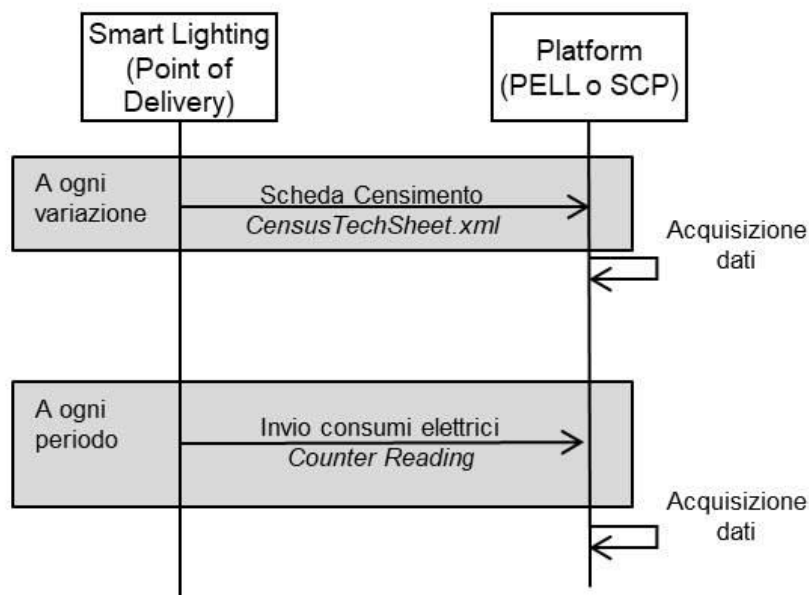 Smart Lighting
(Point of
Delivery)
Platform
(PELL o SCP)
A ogni
variazione
Scheda Censimento
CensusTechSheet.xml
Acquisizione
dati
A ogni
periodo
Invio consumi elettrici
Counter Reading
Acquisizione
dati